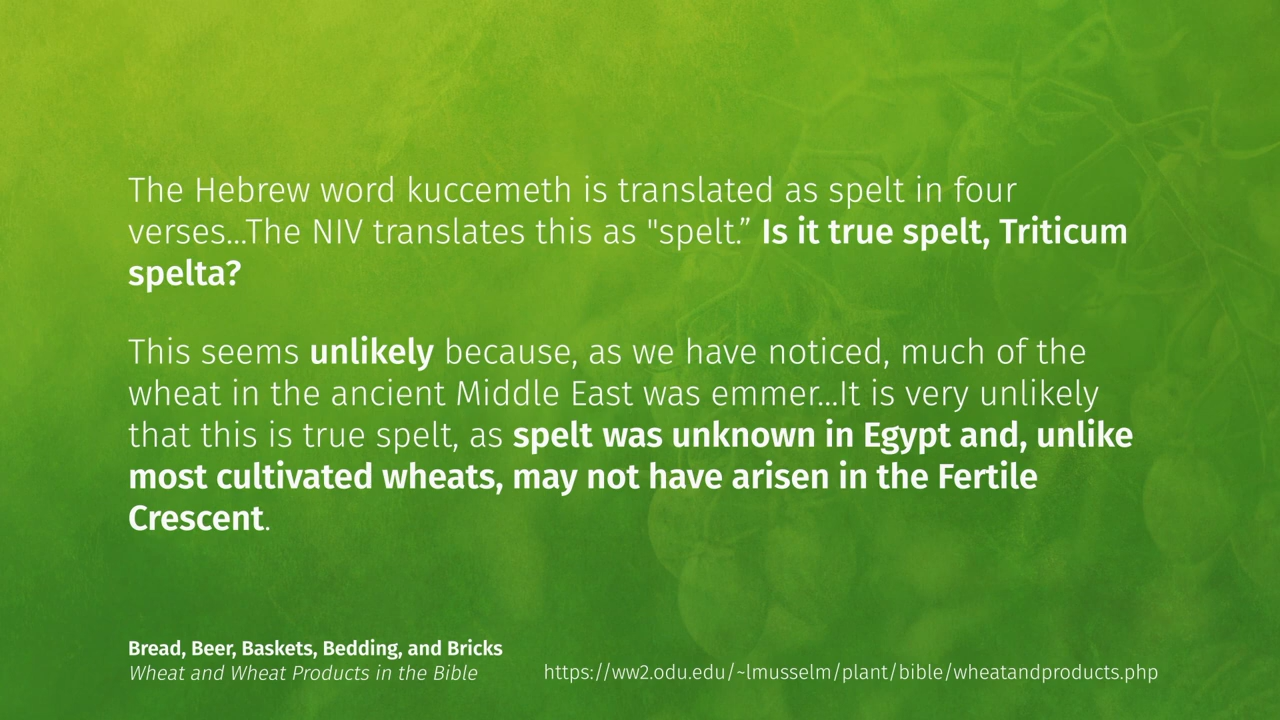 The Hebrew word kuccemeth is translated as spelt in four
verses...The NIV translates this as "spelt.” Is it true spelt, Triticum
spelta?
This seems unlikely because, as we have noticed, much of the
wheat in the ancient Middle East was emmer...It is very unlikely
that this is true spelt, as spelt was unknown in Egypt and, unlike
most cultivated wheats, may not have arisen in the Fertile
Crescent.
Bread, Beer, Baskets, Bedding, and Bricks
Wheat and Wheat Products in the Bible
https://ww2.odu.edu/~lmusselm/plant/bible/wheatandproducts.php